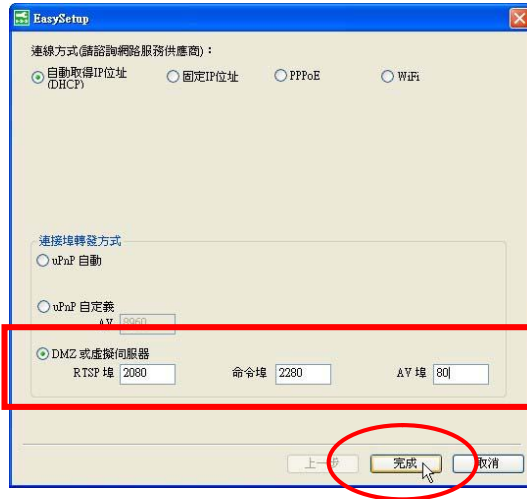 EasySetup
連線方式(請諮詢網路服務供應商)：
自動取得IP位址 固定IP位址 PPPoE WiFi
(DHCP)
連接埠轉發方式
uPnP 自動
uPnP 自定義
AV 8960
DMZ 或虛擬伺服器
RTSP 埠 2080 命令埠 2280 AV 埠 80
上一步 完成 取消